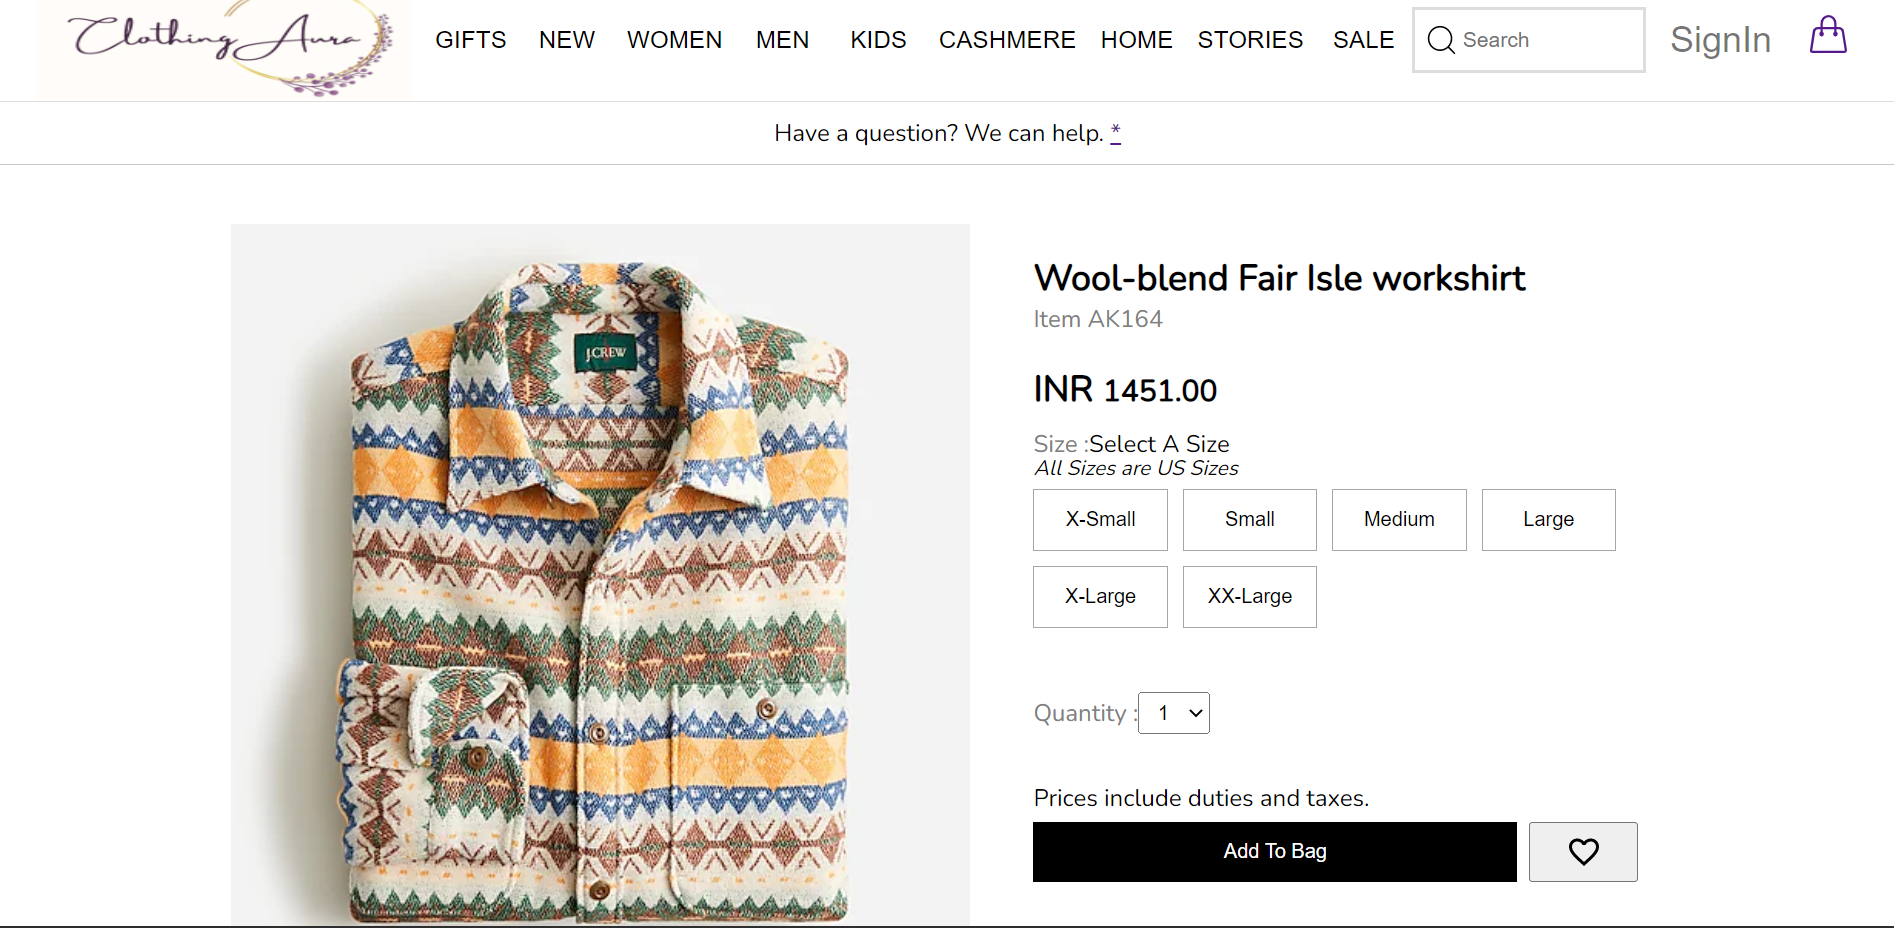 Clothing Aura
GIFTS NEW WOMEN MEN KIDS CASHMERE HOME STORIES SALE Search SignIn
Have a question? We can help. *
J.CREW
Wool-blend Fair Isle workshirt
Item AK164
INR 1451.00
Size :Select A Size
All Sizes are US Sizes
X-Small Small Medium Large
X-Large XX-Large
Quantity : 1
Prices include duties and taxes.
Add To Bag